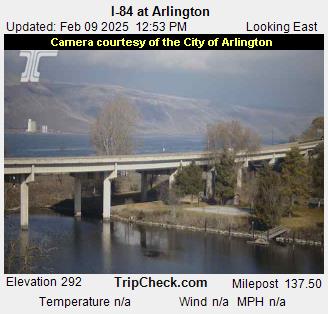 I-84 at Arlington
Updated: Feb 09 2025 12:53 PM Looking East
Camera courtesy of the City of Arlington
Elevation 292 TripCheck.com Milepost 137.50
Temperature n/a Wind n/a MPH n/a